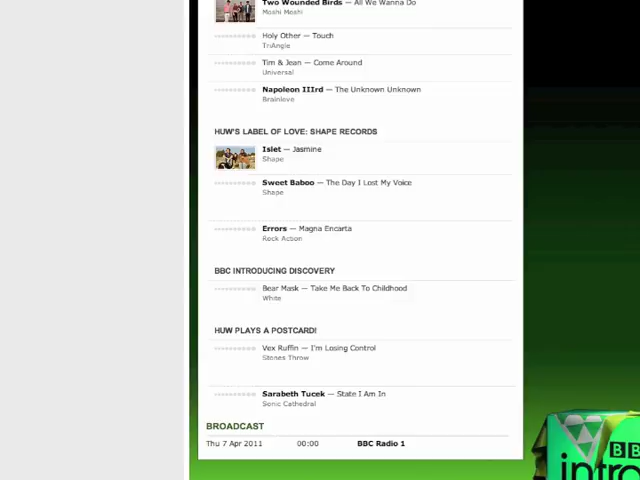 Two Wounded Birds — All We Wanna Do
Moshi Moshi
Holy Other — Touch
TriAngle
Tim & Jean — Come Around
Universal
Napoleon IIIrd — The Unknown Unknown
Brainlove
HUW'S LABEL OF LOVE: SHAPE RECORDS
Islet — Jasmine
Shape
Sweet Baboo — The Day I Lost My Voice
Shape
Errors — Magna Encarta
Rock Action
BBC INTRODUCING DISCOVERY
Bear Mask — Take Me Back To Childhood
White
HUW PLAYS A POSTCARD!
Vex Ruffin — I'm Losing Control
Stones Throw
Sarabeth Tucek — State I Am In
Sonic Cathedral
BROADCAST
Thu 7 Apr 2011 00:00 BBC Radio 1
BB
intro